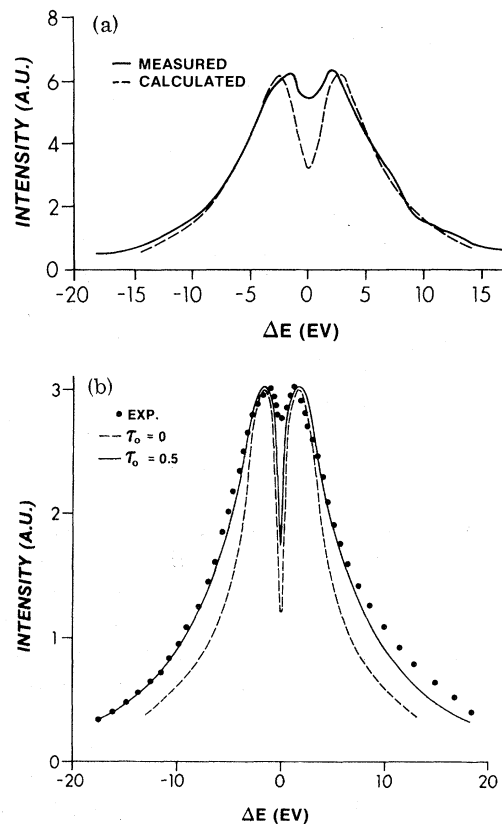 (a)
8
6
4
2
0
INTENSITY (A.U.)
— MEASURED
--- CALCULATED
-20 -15 -10 -5 0 5 10 15
ΔE (EV)
(b)
3
2
1
0
INTENSITY (A.U.)
• EXP.
--- τo = 0
— τo = 0.5
-20 -10 0 10 20
ΔE (EV)